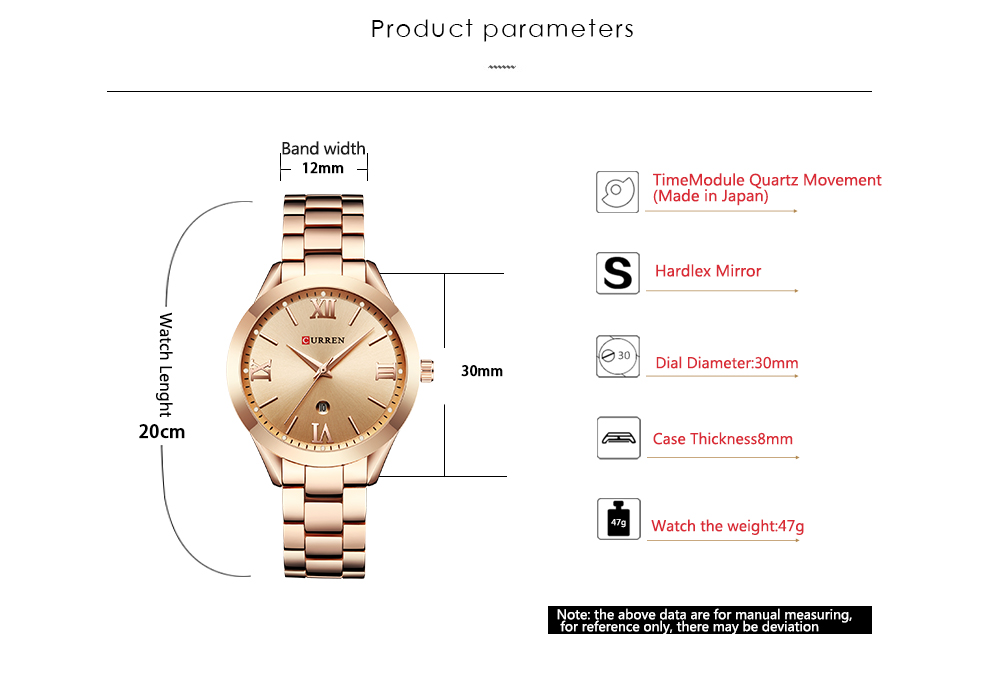 Product parameters
Band width
12mm
Watch Lenght
20cm
XII
CURREN
III
VI
IX
30mm
TimeModule Quartz Movement
(Made in Japan)
S
Hardlex Mirror
30
Dial Diameter:30mm
Case Thickness8mm
47g
Watch the weight:47g
Note: the above data are for manual measuring,
for reference only, there may be deviation